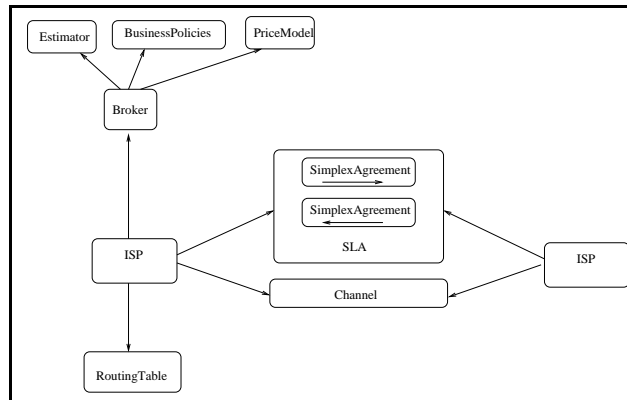 Estimator
BusinessPolicies
PriceModel
Broker
SimplexAgreement
SimplexAgreement
SLA
ISP
ISP
Channel
RoutingTable